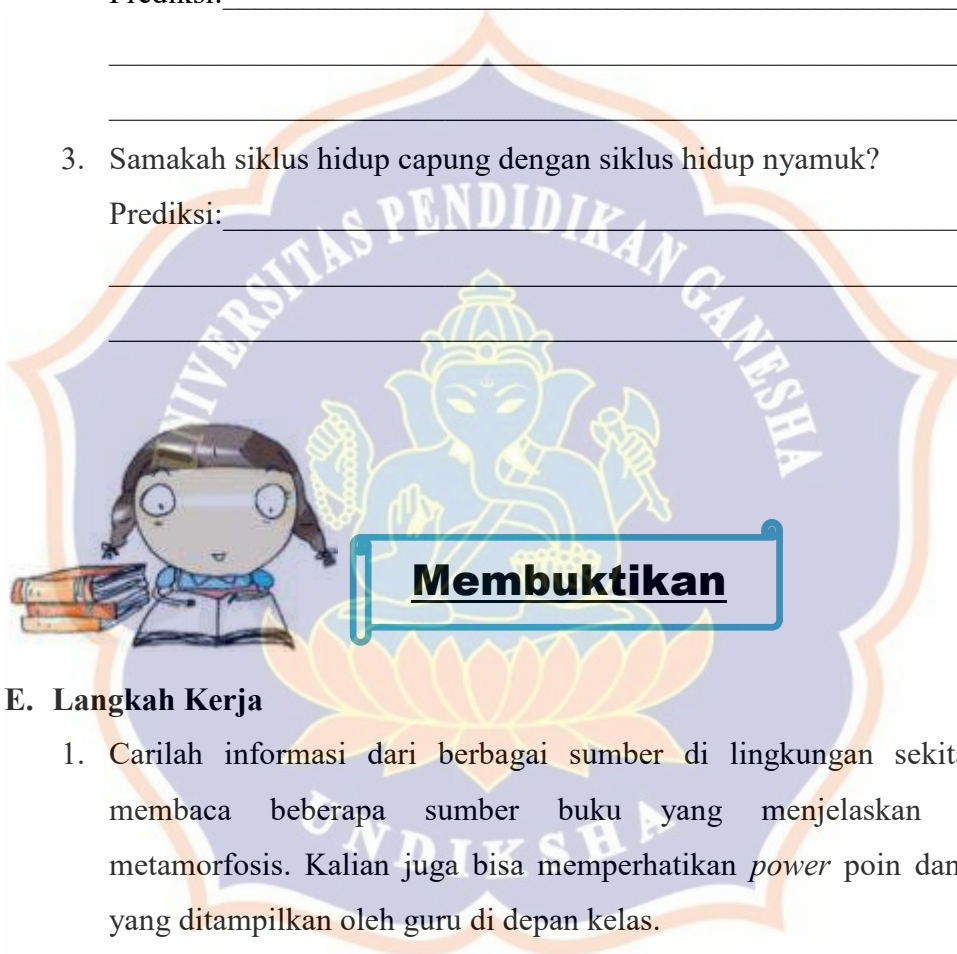 Prediksi:
3. Samakah siklus hidup capung dengan siklus hidup nyamuk?
Prediksi:
UNIVERSITAS PENDIDIKAN GANESHA
Membuktikan
E. Langkah Kerja
1. Carilah informasi dari berbagai sumber di lingkungan
membaca beberapa sumber buku yang menjelaskan
metamorfosis. Kalian juga bisa memperhatikan power poin dan
yang ditampilkan oleh guru di depan kelas.
UNDIKSHA